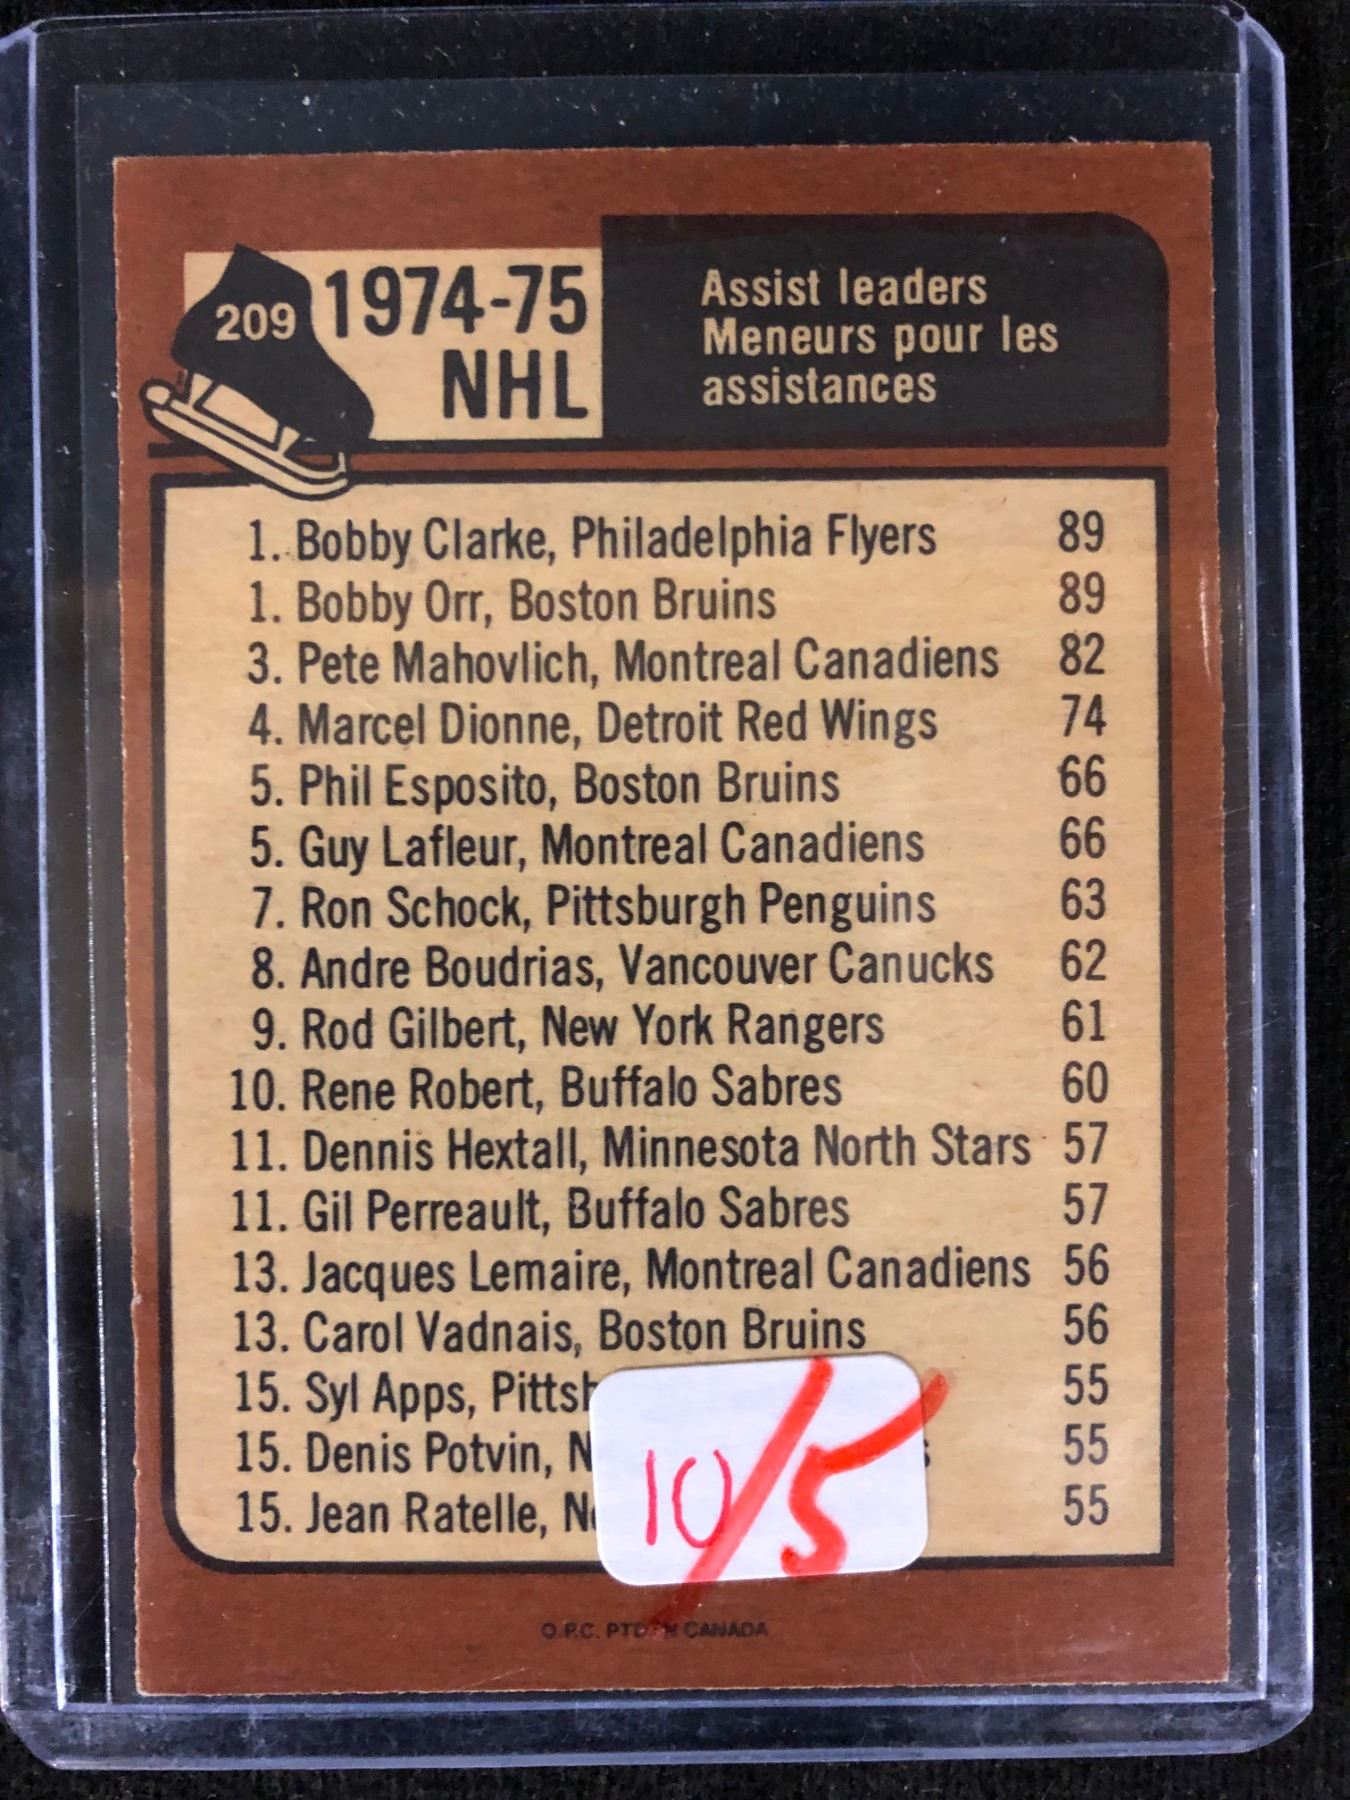 209
1974-75
NHL
Assist leaders
Meneurs pour les
assistances
1. Bobby Clarke, Philadelphia Flyers 89
1. Bobby Orr, Boston Bruins 89
3. Pete Mahovlich, Montreal Canadiens 82
4. Marcel Dionne, Detroit Red Wings 74
5. Phil Esposito, Boston Bruins 66
5. Guy Lafleur, Montreal Canadiens 66
7. Ron Schock, Pittsburgh Penguins 63
8. Andre Boudrias, Vancouver Canucks 62
9. Rod Gilbert, New York Rangers 61
10. Rene Robert, Buffalo Sabres 60
11. Dennis Hextall, Minnesota North Stars 57
11. Gil Perreault, Buffalo Sabres 57
13. Jacques Lemaire, Montreal Canadiens 56
13. Carol Vadnais, Boston Bruins 56
15. Syl Apps, 55
15. Denis Potvin, 55
15. Jean Ratelle, 55
10/5
O.P.C. CANADA